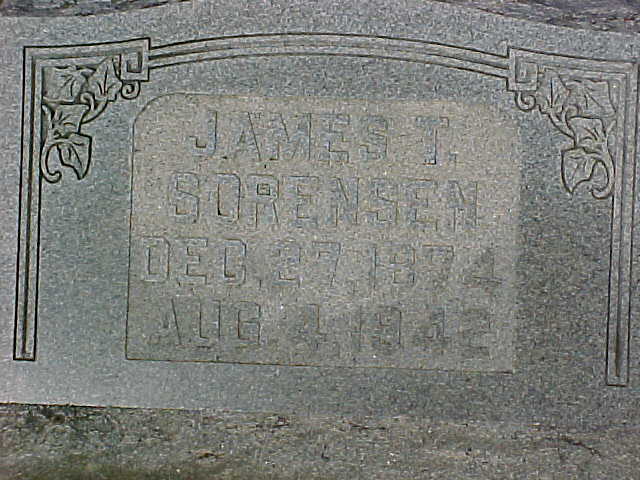 JAMES T.
SORENSEN
DEC. 27, 1874
AUG. 4, 1942